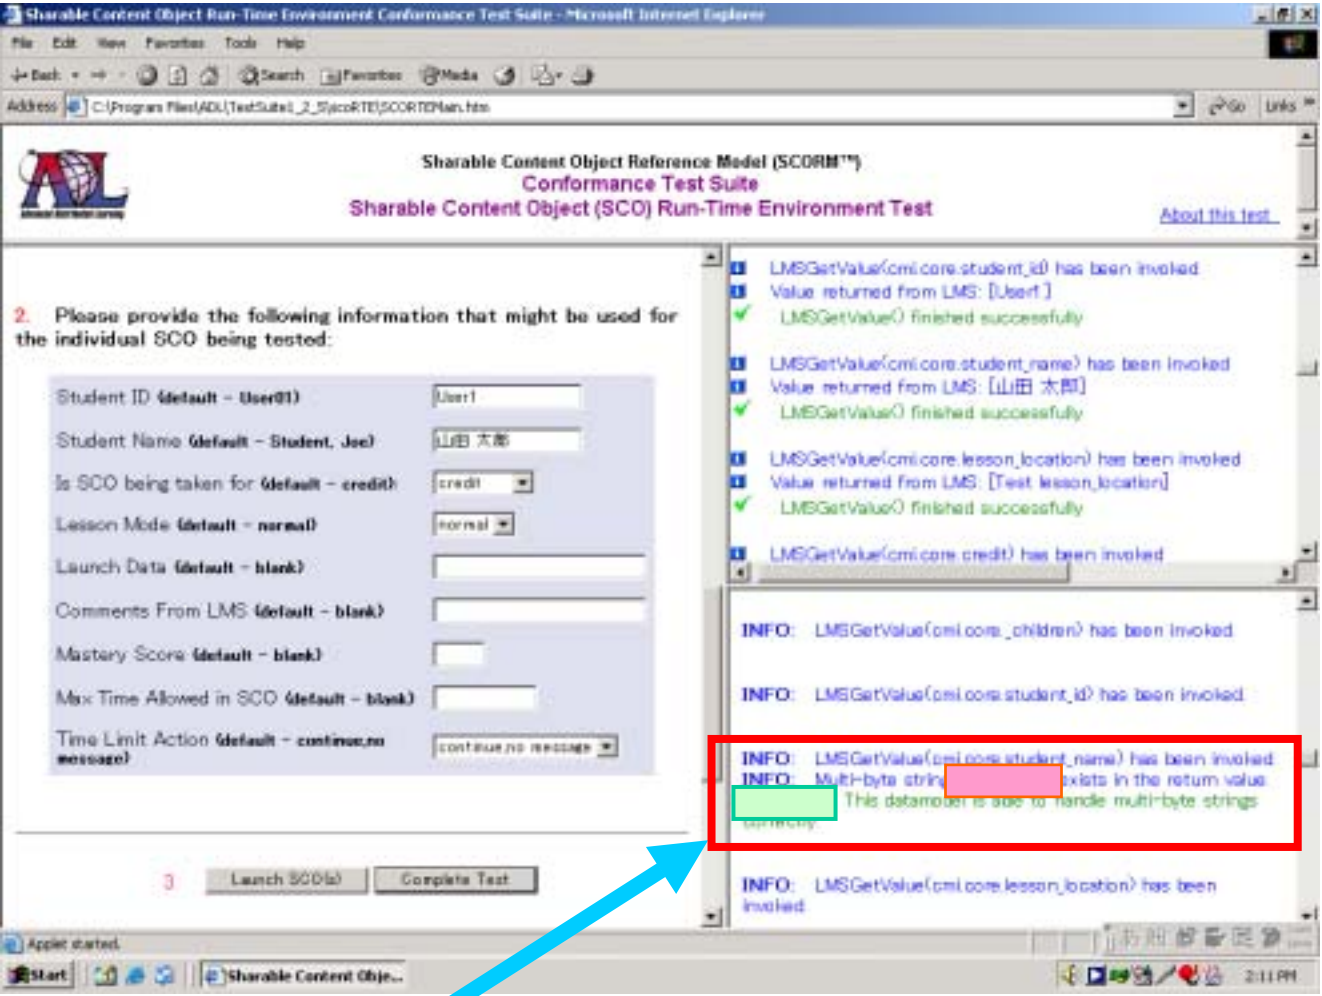 Sharable Content Object Run-Time Environment Conformance Test Suite - Microsoft Internet Explorer
File Edit View Favorites Tools Help
Back Search Favorites Media
Address C:\Program Files\ADL\TestSuite1_2_5\scoRTE\SCORTEMain.htm Go Links
Sharable Content Object Reference Model (SCORM™)
Conformance Test Suite
Sharable Content Object (SCO) Run-Time Environment Test
ADL
Advanced Distributed Learning
About this test
2. Please provide the following information that might be used for
the individual SCO being tested:
Student ID (default - User01) User1
Student Name (default - Student, Joe) 山田 太郎
Is SCO being taken for (default - credit): credit
Lesson Mode (default - normal) normal
Launch Data (default - blank)
Comments From LMS (default - blank)
Mastery Score (default - blank)
Max Time Allowed in SCO (default - blank)
Time Limit Action (default - continue,no
message) continue,no message
3. Launch SCO(s) Complete Test
LMSGetValue(cmi.core.student_id) has been invoked
Value returned from LMS: [User1]
LMSGetValue() finished successfully
LMSGetValue(cmi.core.student_name) has been invoked
Value returned from LMS: [山田 太郎]
LMSGetValue() finished successfully
LMSGetValue(cmi.core.lesson_location) has been invoked
Value returned from LMS: [Test lesson_location]
LMSGetValue() finished successfully
LMSGetValue(cmi.core.credit) has been invoked
INFO: LMSGetValue(cmi.core._children) has been invoked
INFO: LMSGetValue(cmi.core.student_id) has been invoked
INFO: LMSGetValue(cmi.core.student_name) has been invoked
INFO: Multi-byte string exists in the return value
This datamodel is able to handle multi-byte strings
correctly
INFO: LMSGetValue(cmi.core.lesson_location) has been
invoked
Applet started.
Start Sharable Content Obje... 2:11 PM